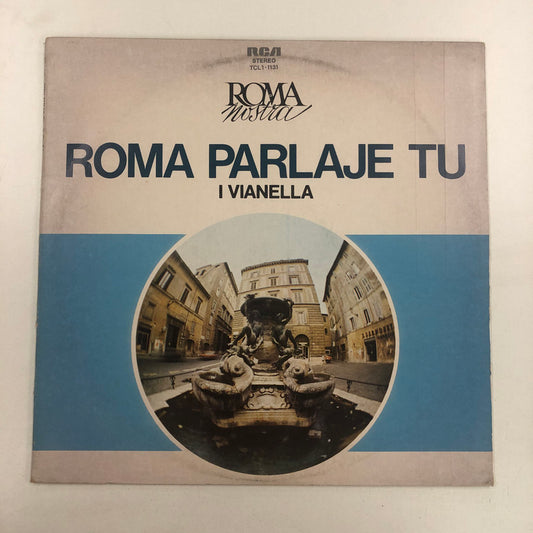 RCA
STEREO
TCL1-1131
ROMA
nostra
ROMA PARLAJE TU
I VIANELLA